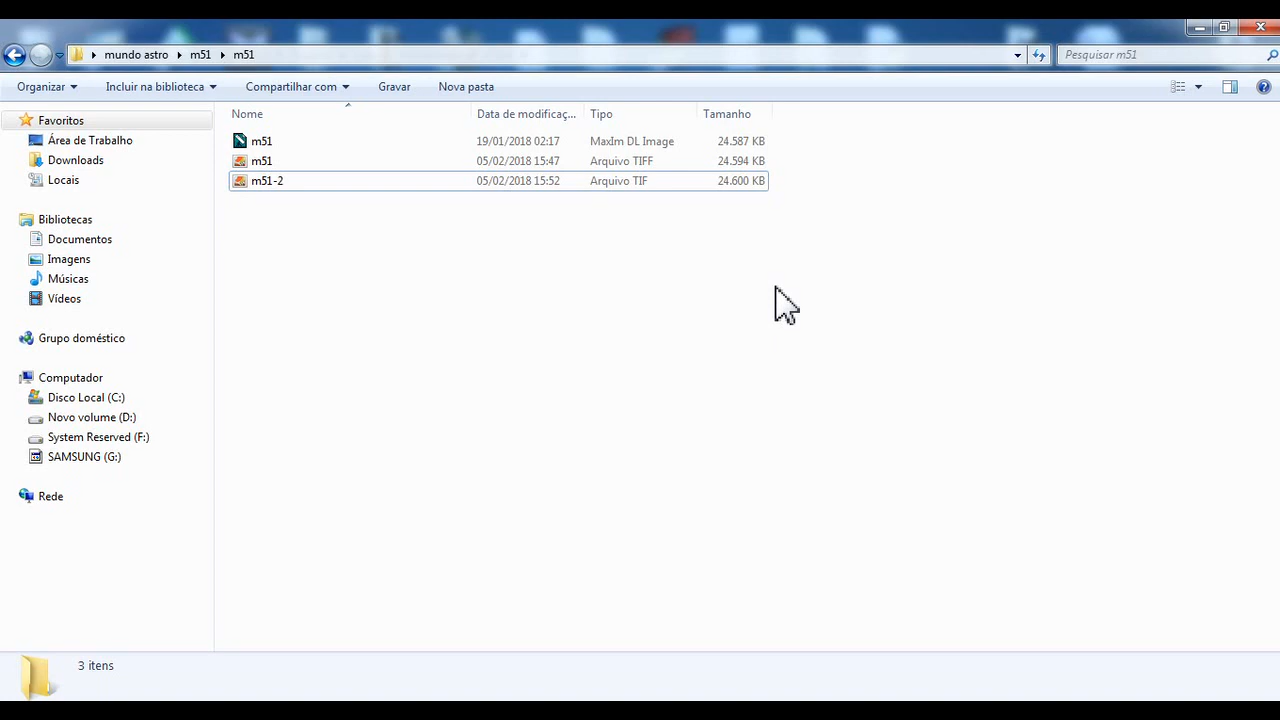 mundo astro m51 m51
Pesquisar m51
Organizar Incluir na biblioteca Compartilhar com Gravar Nova pasta
Nome Data de modificaç... Tipo Tamanho
m51 19/01/2018 02:17 MaxIm DL Image 24.587 KB
m51 05/02/2018 15:47 Arquivo TIFF 24.594 KB
m51-2 05/02/2018 15:52 Arquivo TIF 24.600 KB
Favoritos
Área de Trabalho
Downloads
Locais
Bibliotecas
Documentos
Imagens
Músicas
Vídeos
Grupo doméstico
Computador
Disco Local (C:)
Novo volume (D:)
System Reserved (F:)
SAMSUNG (G:)
Rede
3 itens